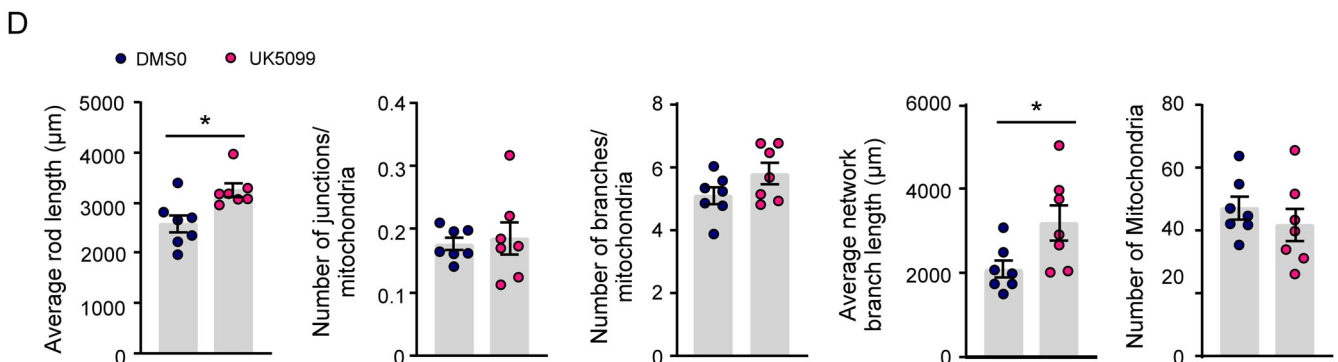 D
DMS0 UK5099
Average rod length (µm)
5000
4000
3000
2000
1000
0
*
Number of junctions/
mitochondria
0.4
0.3
0.2
0.1
0
Number of branches/
mitochondria
8
6
4
2
0
Average network
branch length (µm)
6000
4000
2000
0
*
Number of Mitochondria
80
60
40
20
0